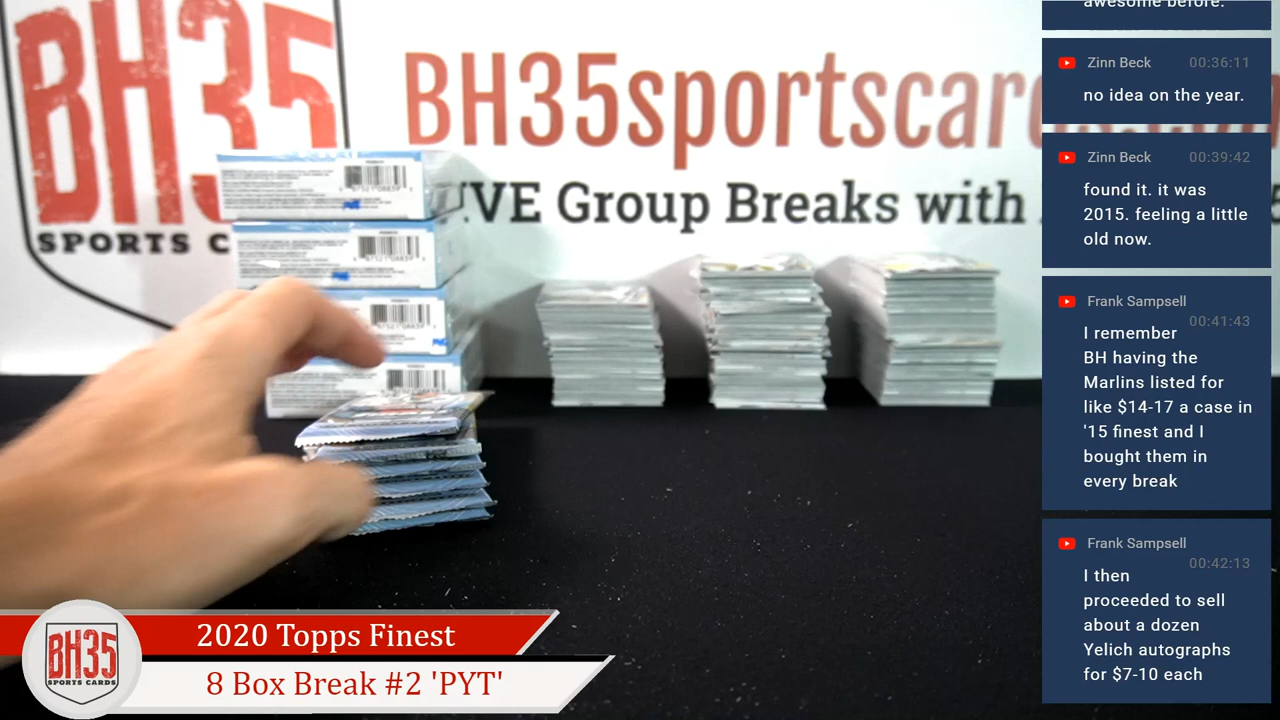 BH35
SPORTS C
BH35sportscar
VE Group Breaks with
awesome before.
Zinn Beck 00:36:11
no idea on the year.
Zinn Beck 00:39:42
found it. it was
2015. feeling a little
old now.
Frank Sampsell
00:41:43
I remember
BH having the
Marlins listed for
like $14-17 a case in
'15 finest and I
bought them in
every break
Frank Sampsell
00:42:13
I then
proceeded to sell
about a dozen
Yelich autographs
for $7-10 each
2020 Topps Finest
8 Box Break #2 'PYT'
BH35
SPORTS CARDS